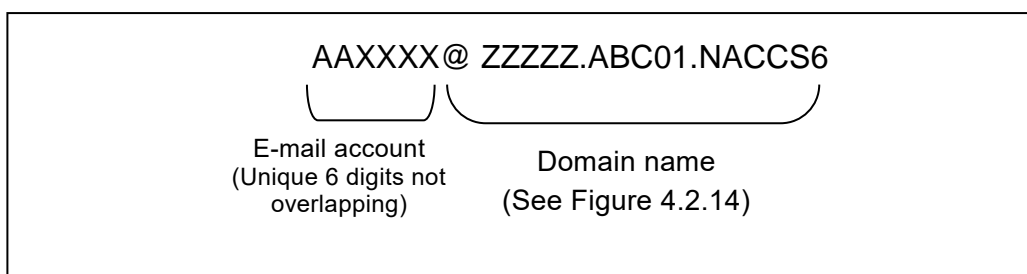 AAXXXX@ ZZZZZ.ABC01.NACCS6
E-mail account
(Unique 6 digits not
overlapping)
Domain name
(See Figure 4.2.14)